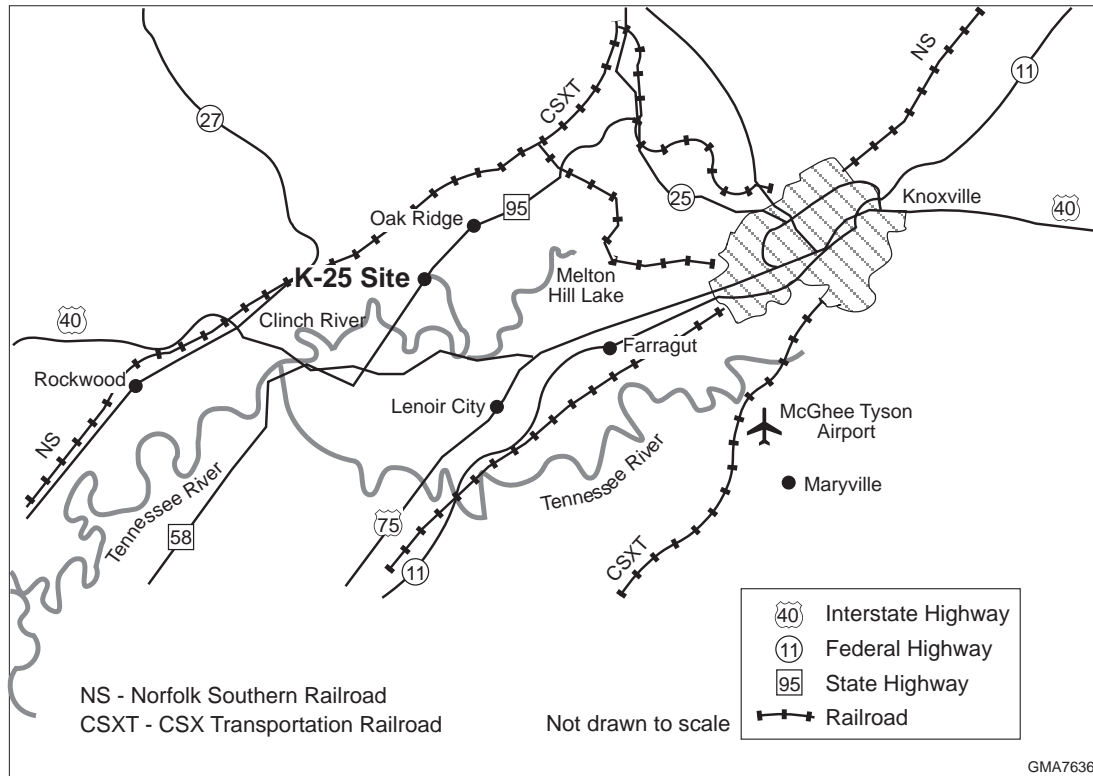 NS
11
CSXT
27
Knoxville
25
40
Oak Ridge
95
K-25 Site
Melton
Hill Lake
40
Clinch River
Farragut
Rockwood
Lenoir City
McGhee Tyson
Airport
NS
Tennessee River
Tennessee River
Maryville
58
75
11
CSXT
40 Interstate Highway
11 Federal Highway
95 State Highway
Railroad
NS - Norfolk Southern Railroad
CSXT - CSX Transportation Railroad
Not drawn to scale
GMA7636